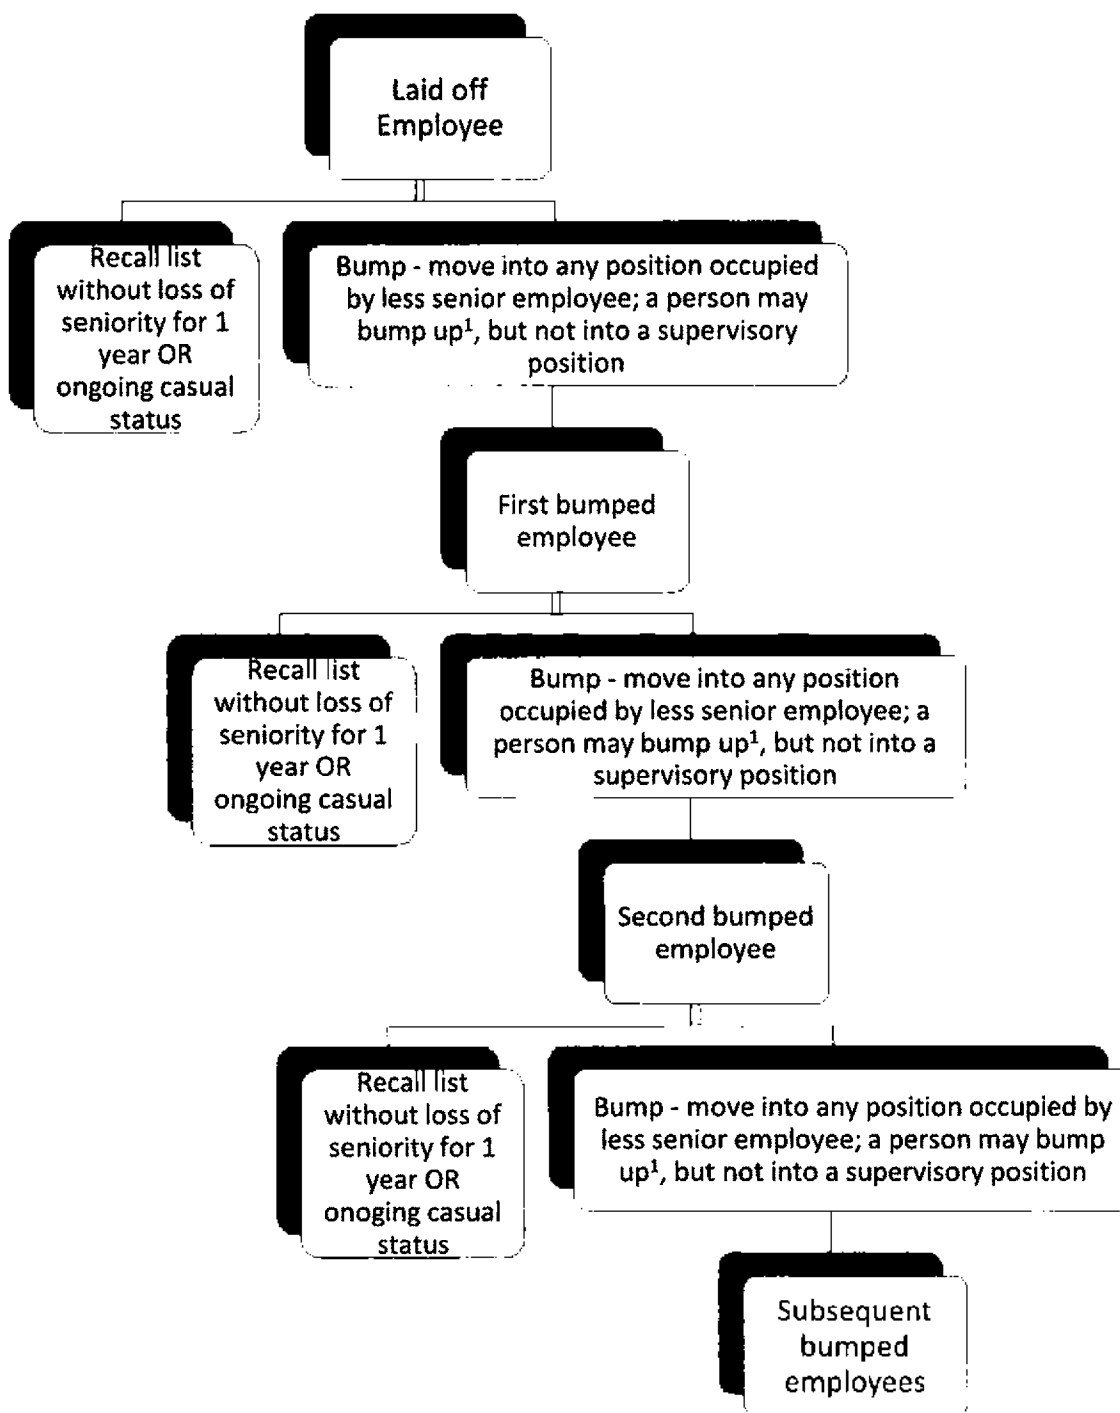 Laid off
Employee
Recall list
without loss of
seniority for 1
year OR
ongoing casual
status
Bump - move into any position occupied
by less senior employee; a person may
bump up¹, but not into a supervisory
position
First bumped
employee
Recall list
without loss of
seniority for 1
year OR
ongoing casual
status
Bump - move into any position
occupied by less senior employee; a
person may bump up¹, but not into a
supervisory position
Second bumped
employee
Recall list
without loss of
seniority for 1
year OR
onoging casual
status
Bump - move into any position occupied by
less senior employee; a person may bump
up¹, but not into a supervisory position
Subsequent
bumped
employees